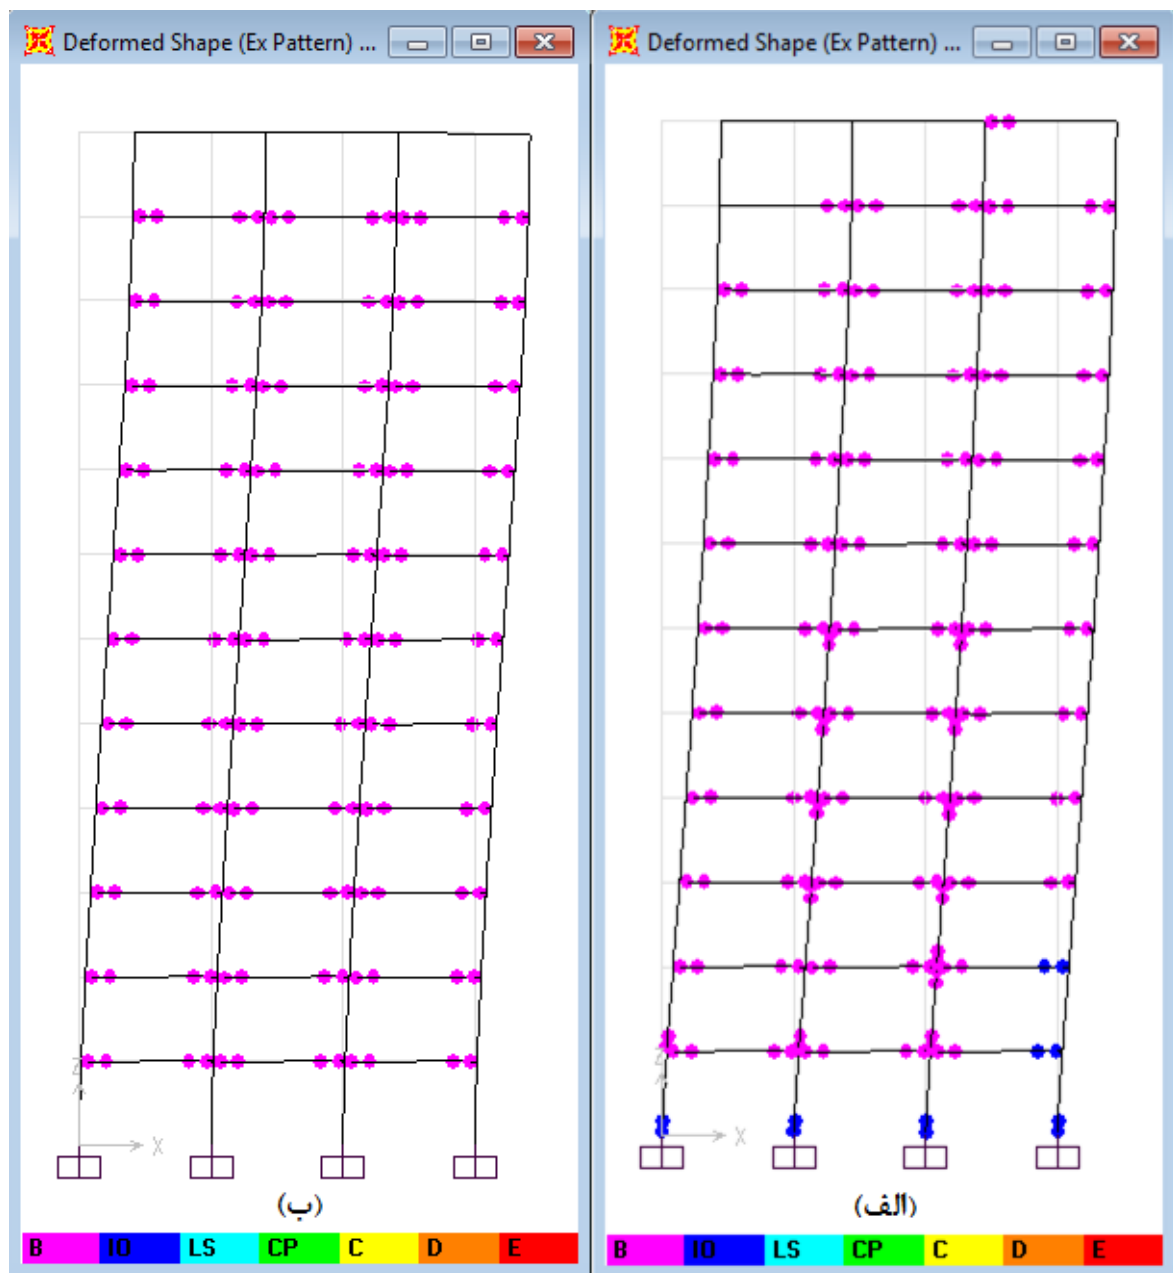 Deformed Shape (Ex Pattern) ...
Z
X
(ب)
B IO LS CP C D E
Deformed Shape (Ex Pattern) ...
Z
X
(الف)
B IO LS CP C D E